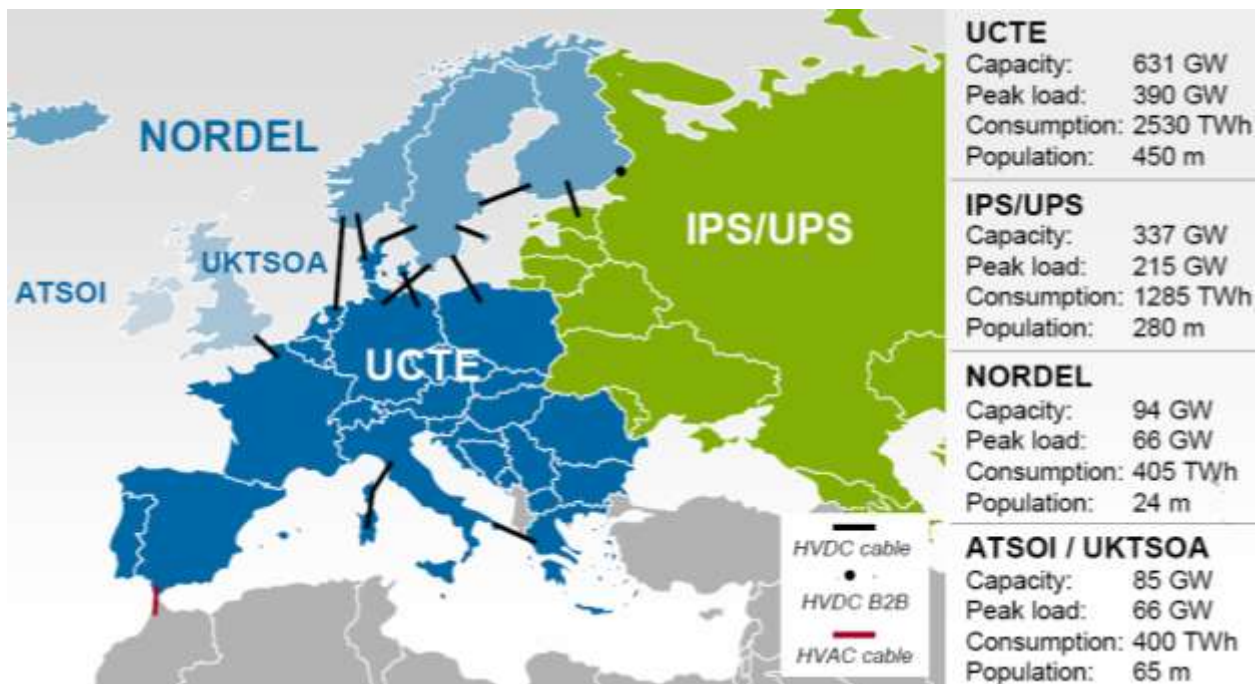 NORDEL
UKTSOA
ATSOI
IPS/UPS
UCTE
HVDC cable
HVDC B2B
HVAC cable
UCTE
Capacity: 631 GW
Peak load: 390 GW
Consumption: 2530 TWh
Population: 450 m
IPS/UPS
Capacity: 337 GW
Peak load: 215 GW
Consumption: 1285 TWh
Population: 280 m
NORDEL
Capacity: 94 GW
Peak load: 66 GW
Consumption: 405 TWh
Population: 24 m
ATSOI / UKTSOA
Capacity: 85 GW
Peak load: 66 GW
Consumption: 400 TWh
Population: 65 m